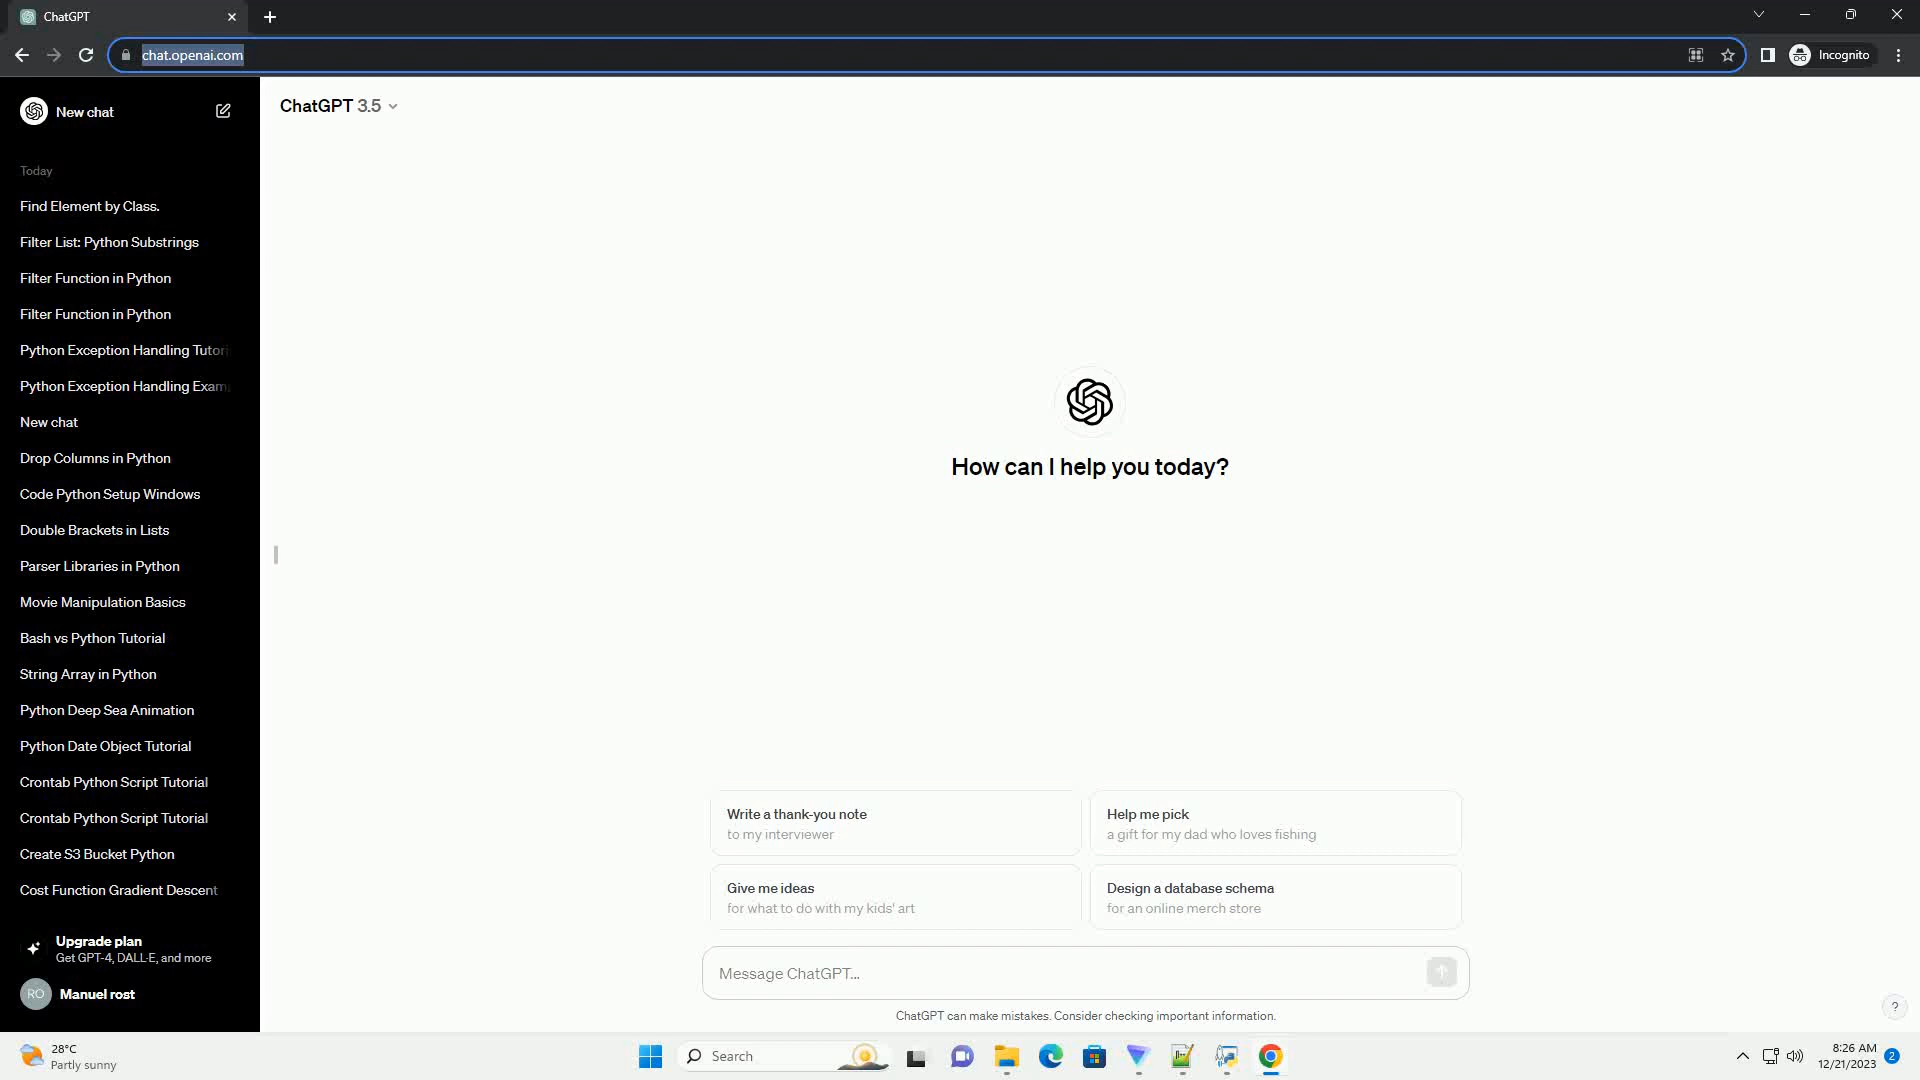 ChatGPT
chat.openai.com
Incognito
New chat
ChatGPT 3.5
Today
Find Element by Class.
Filter List: Python Substrings
Filter Function in Python
Filter Function in Python
Python Exception Handling Tutori
Python Exception Handling Exam
New chat
Drop Columns in Python
Code Python Setup Windows
Double Brackets in Lists
Parser Libraries in Python
Movie Manipulation Basics
Bash vs Python Tutorial
String Array in Python
Python Deep Sea Animation
Python Date Object Tutorial
Crontab Python Script Tutorial
Crontab Python Script Tutorial
Create S3 Bucket Python
Cost Function Gradient Descent
Upgrade plan
Get GPT-4, DALL·E, and more
RO
Manuel rost
How can I help you today?
Write a thank-you note
to my interviewer
Help me pick
a gift for my dad who loves fishing
Give me ideas
for what to do with my kids' art
Design a database schema
for an online merch store
Message ChatGPT...
ChatGPT can make mistakes. Consider checking important information.
?
28°C
Partly sunny
Search
8:26 AM
12/21/2023
2